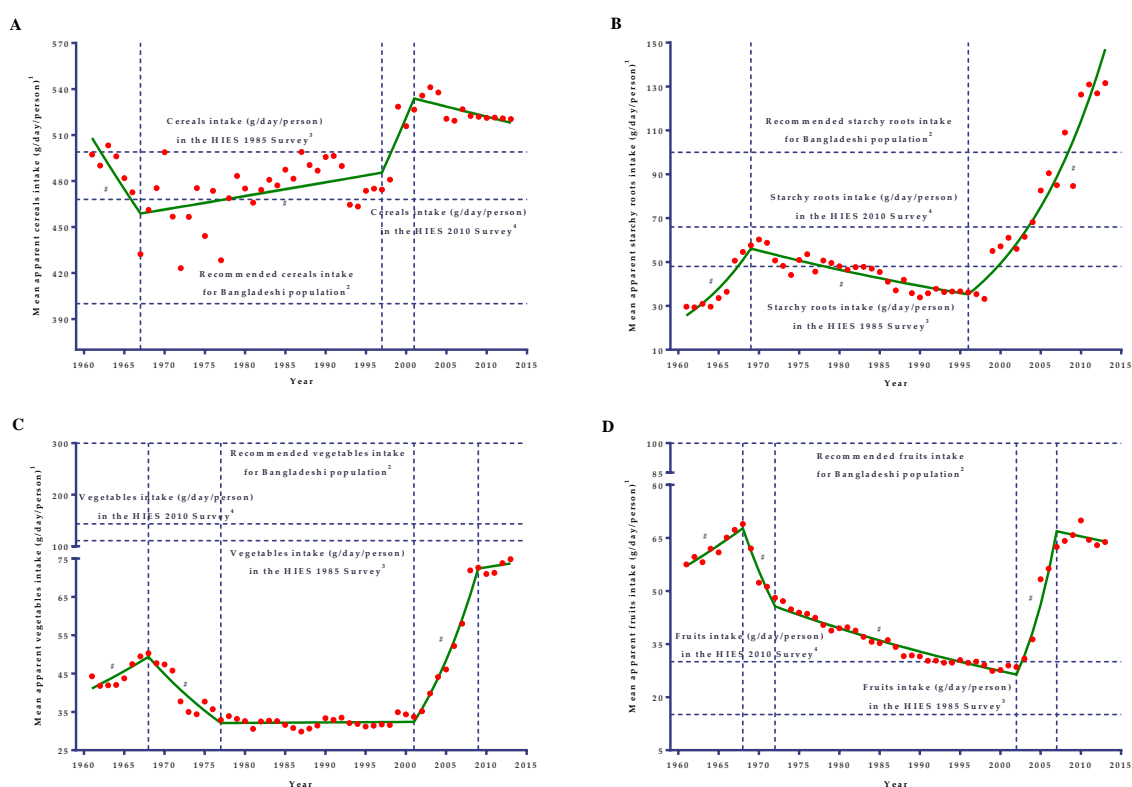 A
Mean apparent cereals intake (g/day/person)1
570
540
510
480
450
420
390
Cereals intake (g/day/person)
in the HIES 1985 Survey3
#
#
Cereals intake (g/day/person)
in the HIES 2010 Survey4
Recommended cereals intake
for Bangladeshi population2
1960 1965 1970 1975 1980 1985 1990 1995 2000 2005 2010 2015
Year
B
Mean apparent starchy roots intake (g/day/person)1
150
130
110
90
70
50
30
10
Recommended starchy roots intake
for Bangladeshi population2
#
Starchy roots intake (g/day/person)
in the HIES 2010 Survey4
#
#
Starchy roots intake (g/day/person)
in the HIES 1985 Survey3
1960 1965 1970 1975 1980 1985 1990 1995 2000 2005 2010 2015
Year
C
Mean apparent vegetables intake (g/day/person)1
300
200
100
75
65
55
45
35
25
Recommended vegetables intake
for Bangladeshi population2
Vegetables intake (g/day/person)
in the HIES 2010 Survey4
Vegetables intake (g/day/person)
in the HIES 1985 Survey3
#
#
#
1960 1965 1970 1975 1980 1985 1990 1995 2000 2005 2010 2015
Year
D
Mean apparent fruits intake (g/day/person)1
100
85
80
65
50
35
20
5
Recommended fruits intake
for Bangladeshi population2
#
#
#
#
Fruits intake (g/day/person)
in the HIES 2010 Survey4
Fruits intake (g/day/person)
in the HIES 1985 Survey3
1960 1965 1970 1975 1980 1985 1990 1995 2000 2005 2010 2015
Year